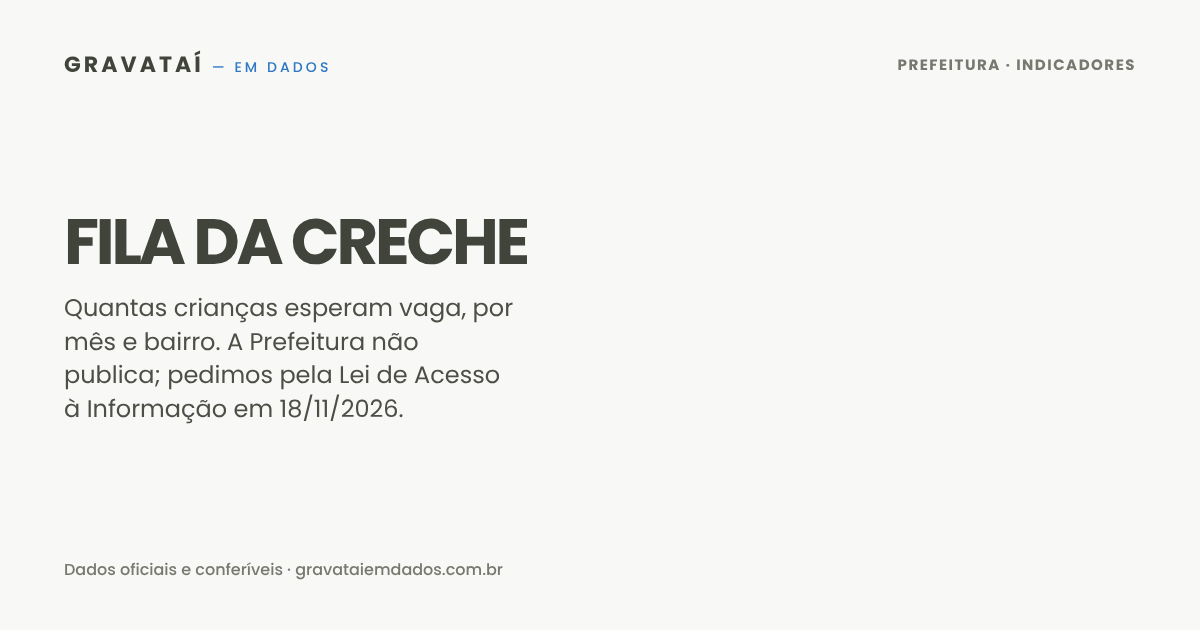 GRAVATAÍ — EM DADOS
PREFEITURA · INDICADORES
FILA DA CRECHE
Quantas crianças esperam vaga, por
mês e bairro. A Prefeitura não
publica; pedimos pela Lei de Acesso
à Informação em 18/11/2026.
Dados oficiais e conferíveis · gravataiemdados.com.br